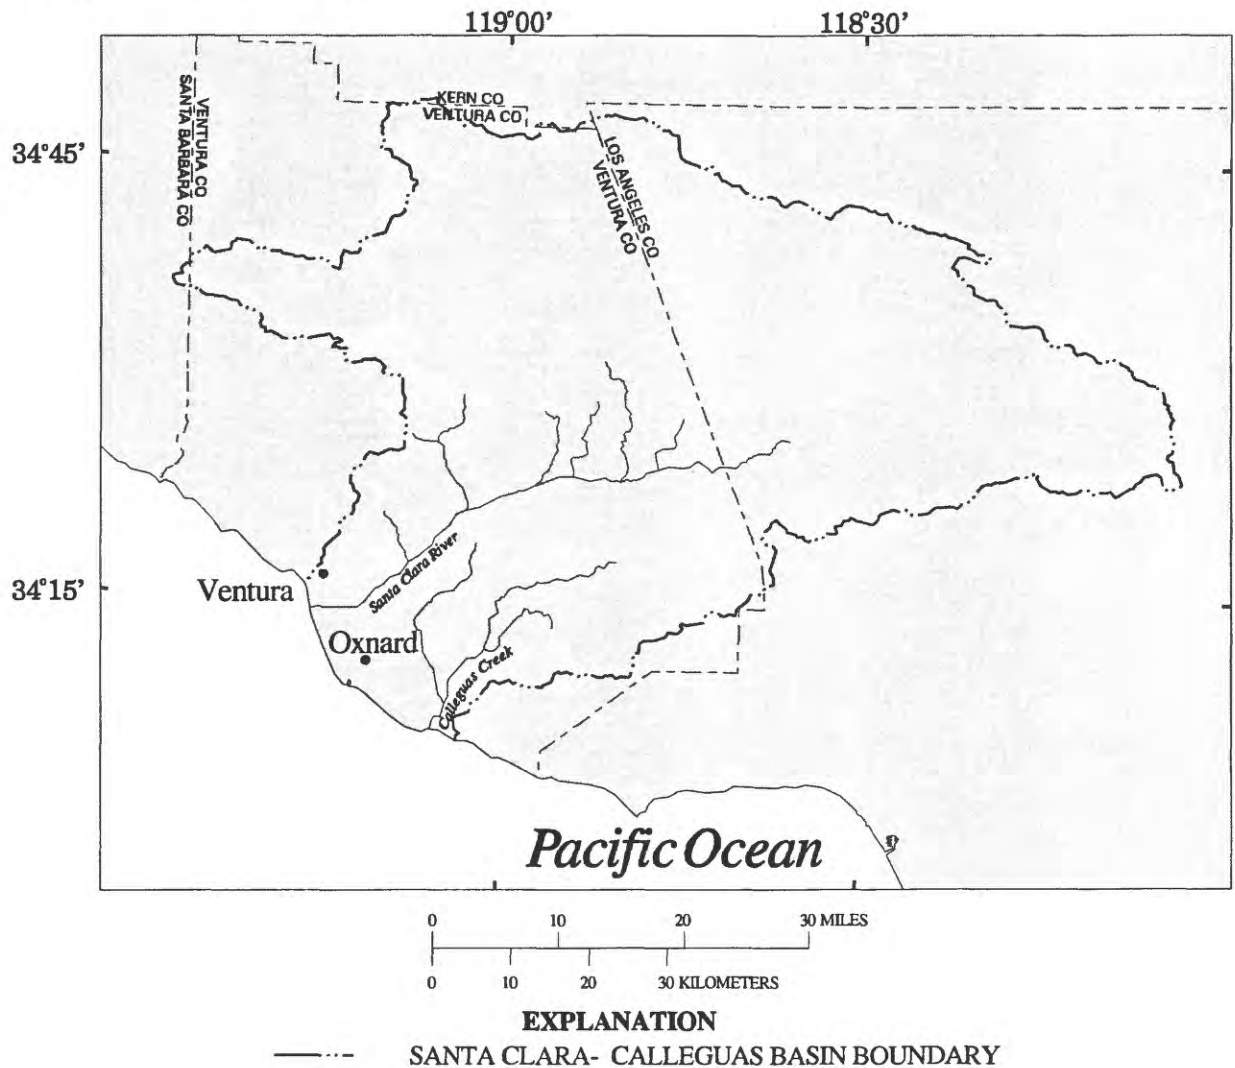 119°00' 118°30'
KERN CO
VENTURA CO
VENTURA CO
SANTA BARBARA CO
34°45'
LOS ANGELES CO
VENTURA CO
Santa Clara River
34°15'
Ventura
Oxnard
Calleguas Creek
Pacific Ocean
0 10 20 30 MILES
0 10 20 30 KILOMETERS
EXPLANATION
SANTA CLARA- CALLEGUAS BASIN BOUNDARY